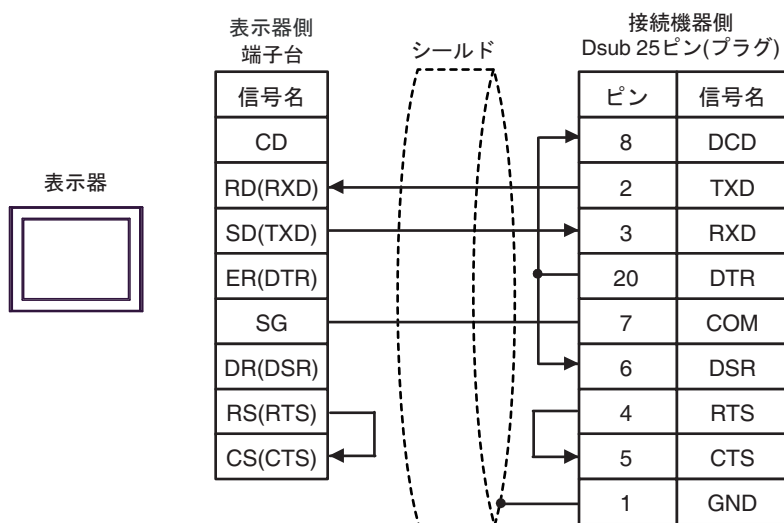 表示器側
端子台
シールド
接続機器側
Dsub 25ピン(プラグ)
表示器
信号名
CD
RD(RXD)
SD(TXD)
ER(DTR)
SG
DR(DSR)
RS(RTS)
CS(CTS)
ピン 信号名
8 DCD
2 TXD
3 RXD
20 DTR
7 COM
6 DSR
4 RTS
5 CTS
1 GND